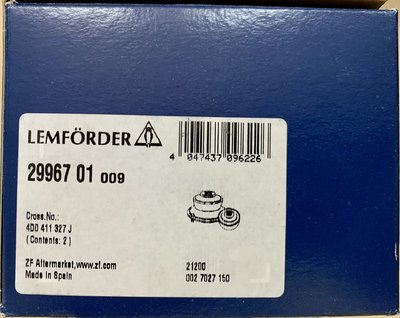 LEMFÖRDER
29967 01 009
4 047437 096226
Cross.No.:
4D0 411 327 J
( Contents: 2 )
ZF Aftermarket,www.zf.com
Made in Spain
21200
002 7027 150